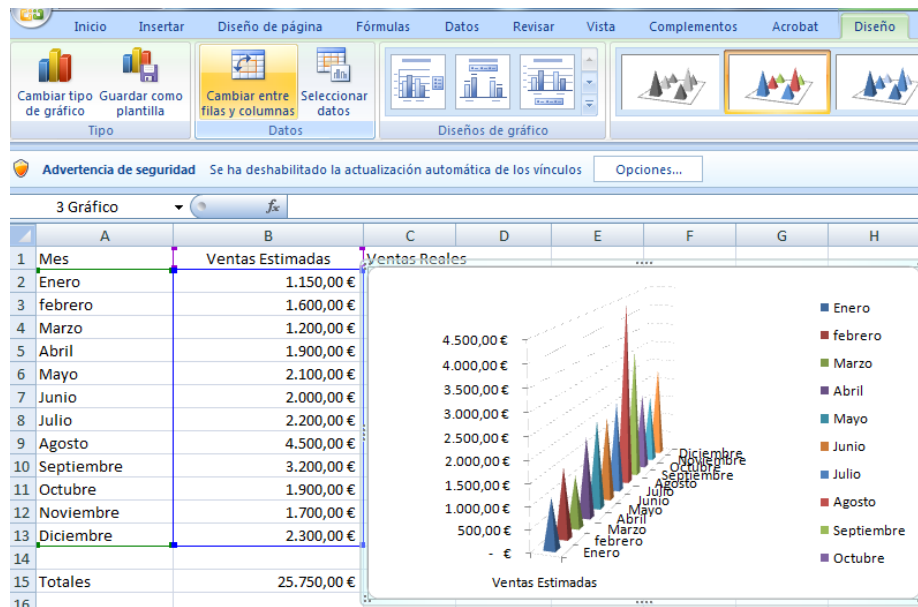 Inicio Insertar Diseño de página Fórmulas Datos Revisar Vista Complementos Acrobat Diseño
Cambiar tipo de gráfico
Guardar como plantilla
Cambiar entre filas y columnas
Seleccionar datos
Tipo Datos Diseños de gráfico
Advertencia de seguridad Se ha deshabilitado la actualización automática de los vínculos Opciones...
3 Gráfico fx
A B C D E F G H
1 Mes Ventas Estimadas Ventas Reales
2 Enero 1.150,00 €
3 febrero 1.600,00 €
4 Marzo 1.200,00 €
5 Abril 1.900,00 €
6 Mayo 2.100,00 €
7 Junio 2.000,00 €
8 Julio 2.200,00 €
9 Agosto 4.500,00 €
10 Septiembre 3.200,00 €
11 Octubre 1.900,00 €
12 Noviembre 1.700,00 €
13 Diciembre 2.300,00 €
14
15 Totales 25.750,00 €
16
4.500,00 €
4.000,00 €
3.500,00 €
3.000,00 €
2.500,00 €
2.000,00 €
1.500,00 €
1.000,00 €
500,00 €
- €
Diciembre
Noviembre
Octubre
Septiembre
Agosto
Julio
Junio
Mayo
Abril
Marzo
febrero
Enero
Ventas Estimadas
Enero
febrero
Marzo
Abril
Mayo
Junio
Julio
Agosto
Septiembre
Octubre